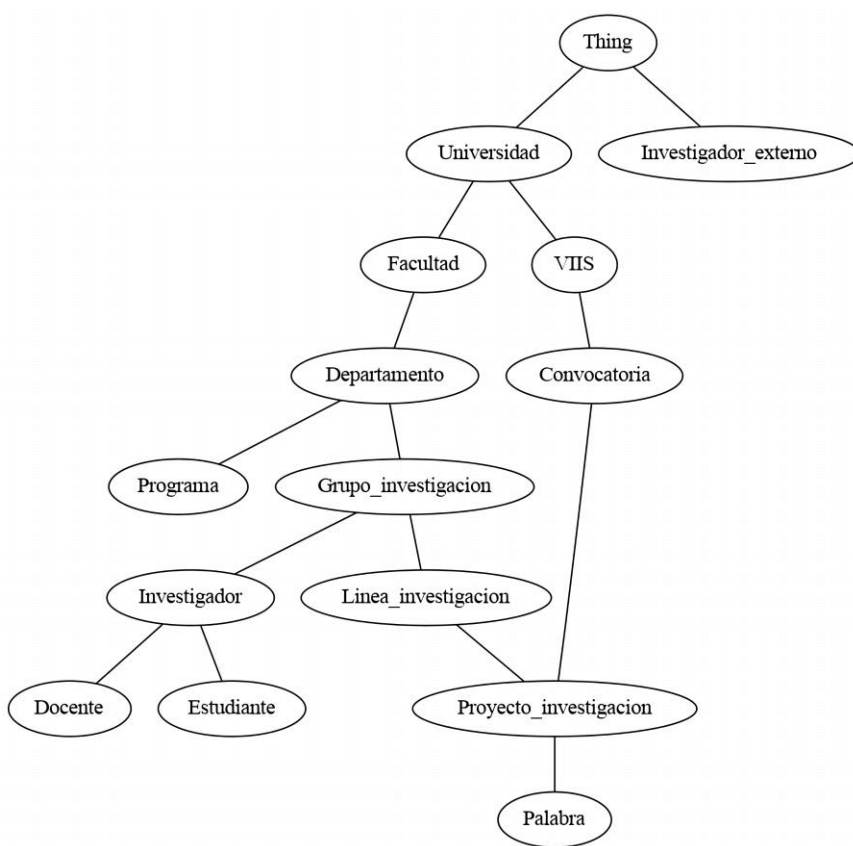 Thing
Universidad
Investigador_externo
Facultad
VIIS
Departamento
Convocatoria
Programa
Grupo_investigacion
Investigador
Linea_investigacion
Docente
Estudiante
Proyecto_investigacion
Palabra